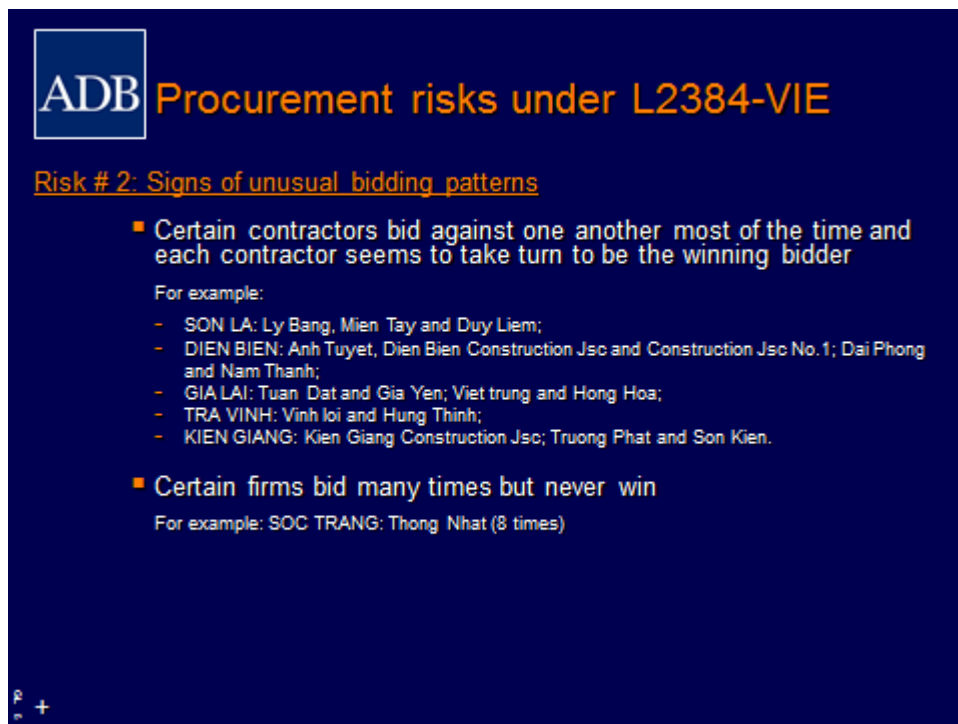 ADB
Procurement risks under L2384-VIE
Risk # 2: Signs of unusual bidding patterns
▪ Certain contractors bid against one another most of the time and
each contractor seems to take turn to be the winning bidder
For example:
- SON LA: Ly Bang, Mien Tay and Duy Liem;
- DIEN BIEN: Anh Tuyet, Dien Bien Construction Jsc and Construction Jsc No.1; Dai Phong
and Nam Thanh;
- GIA LAI: Tuan Dat and Gia Yen; Viet trung and Hong Hoa;
- TRA VINH: Vinh loi and Hung Thinh;
- KIEN GIANG: Kien Giang Construction Jsc; Truong Phat and Son Kien.
▪ Certain firms bid many times but never win
For example: SOC TRANG: Thong Nhat (8 times)
+